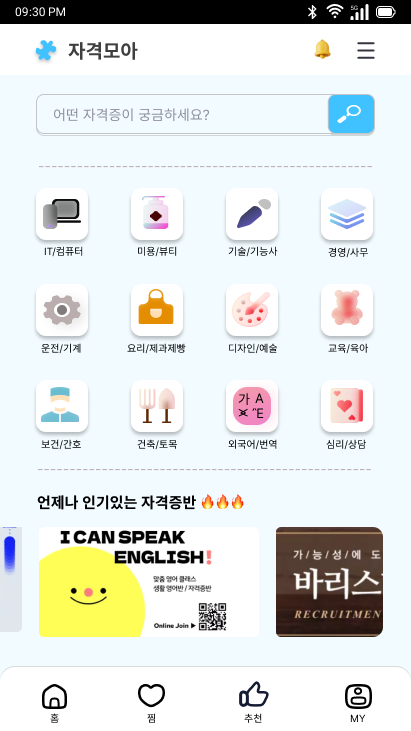 09:30 PM
5G
자격모아
어떤 자격증이 궁금하세요?
IT/컴퓨터
미용/뷰티
기술/기능사
경영/사무
운전/기계
요리/제과제빵
디자인/예술
교육/육아
가 A
보건/간호
건축/토목
외국어/번역
심리/상담
언제나 인기있는 자격증반 🔥🔥🔥
I CAN SPEAK
ENGLISH!
맞춤 영어 클래스
생활 영어반 / 자격증반
Online Join ▶
가/능/성/에 도
바리스
RECRUITMEN
홈
찜
추천
MY